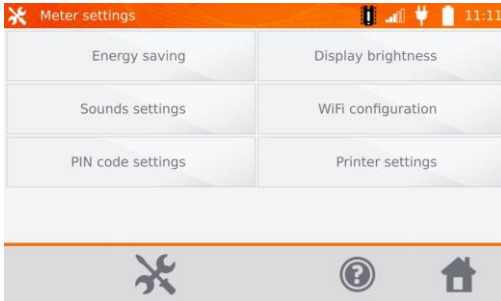 Meter settings 11:11
Energy saving Display brightness
Sounds settings WiFi configuration
PIN code settings Printer settings
?